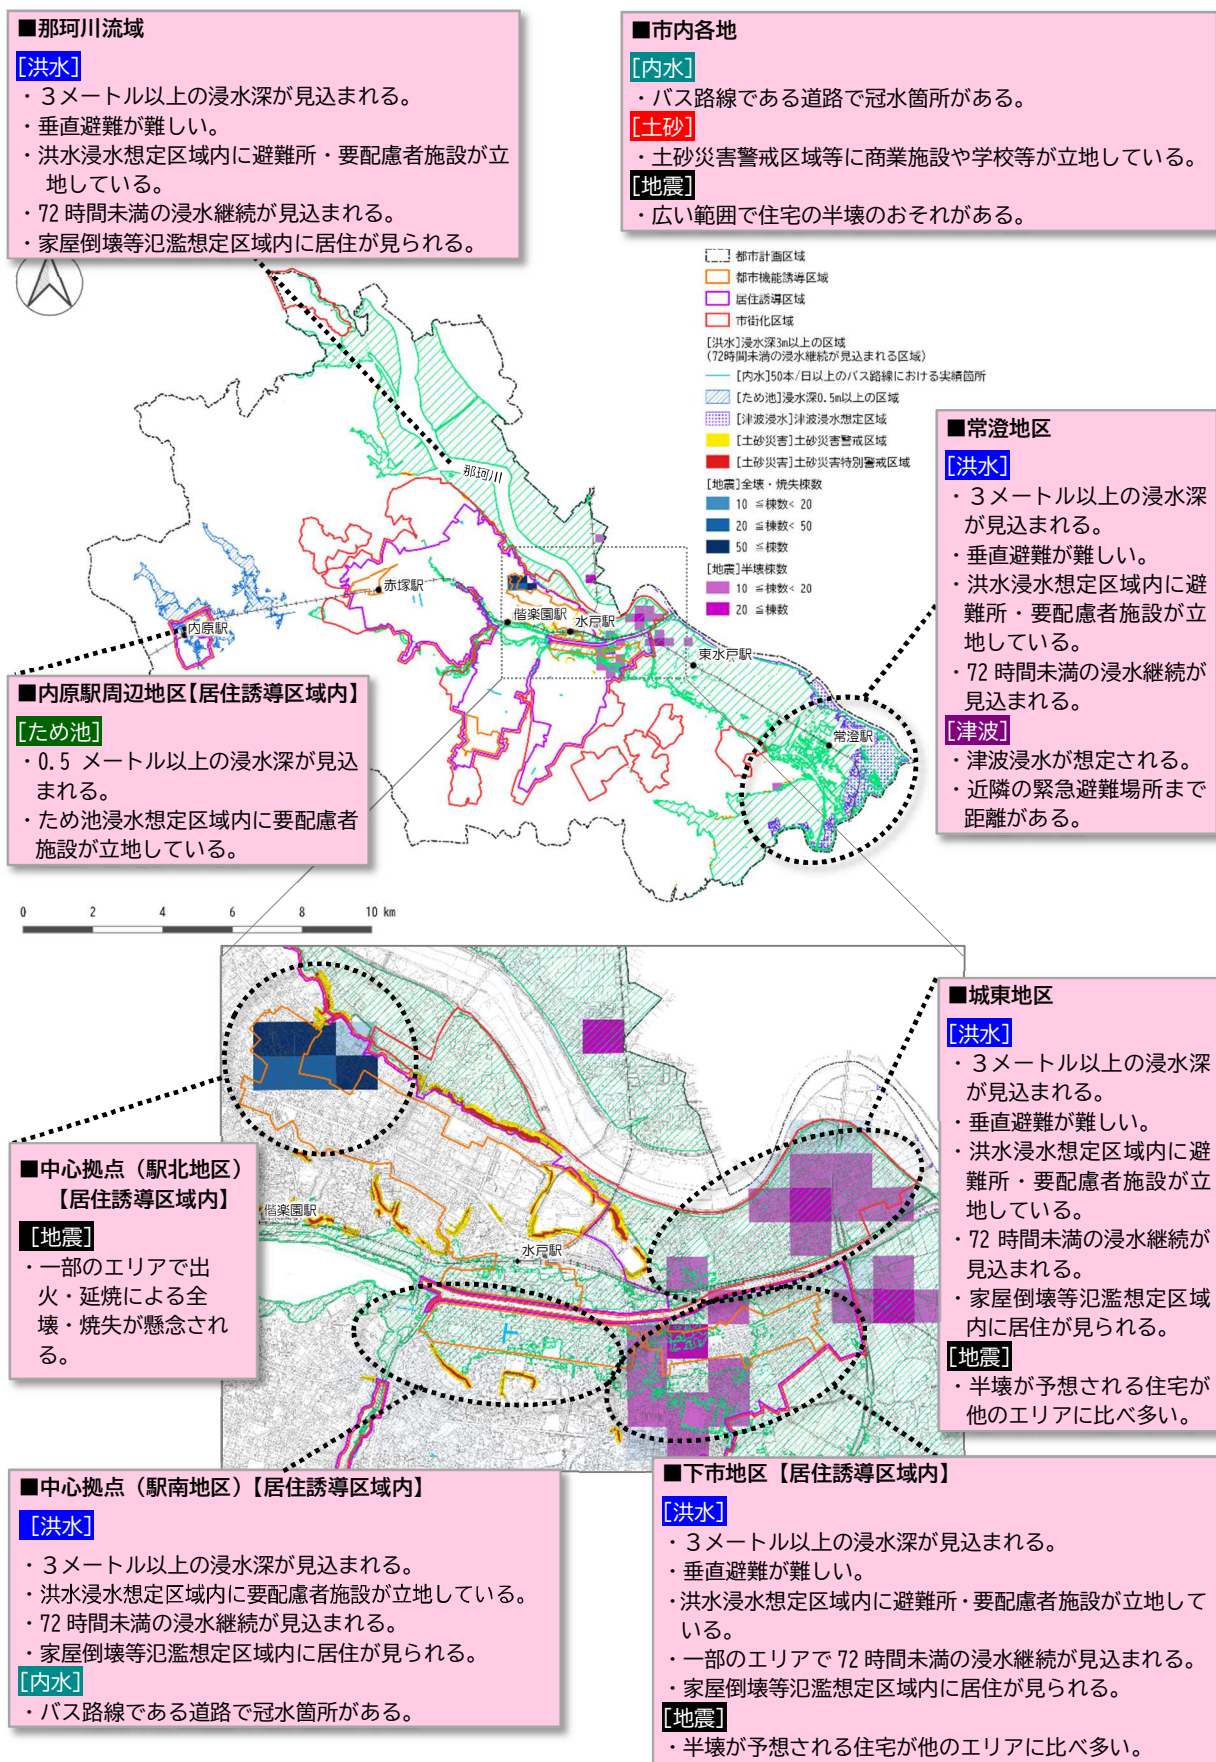 ■那珂川流域
[洪水]
・３メートル以上の浸水深が見込まれる。
・垂直避難が難しい。
・洪水浸水想定区域内に避難所・要配慮者施設が立
地している。
・72 時間未満の浸水継続が見込まれる。
・家屋倒壊等氾濫想定区域内に居住が見られる。
■市内各地
[内水]
・バス路線である道路で冠水箇所がある。
[土砂]
・土砂災害警戒区域等に商業施設や学校等が立地している。
[地震]
・広い範囲で住宅の半壊のおそれがある。
都市計画区域
都市機能誘導区域
居住誘導区域
市街化区域
[洪水]浸水深3m以上の区域
(72時間未満の浸水継続が見込まれる区域)
[内水]50本/日以上のバス路線における実績箇所
[ため池]浸水深0.5m以上の区域
[津波浸水]津波浸水想定区域
[土砂災害]土砂災害警戒区域
[土砂災害]土砂災害特別警戒区域
[地震]全壊・焼失棟数
10 ≦棟数< 20
20 ≦棟数< 50
50 ≦棟数
[地震]半壊棟数
10 ≦棟数< 20
20 ≦棟数
那珂川
赤塚駅
内原駅
偕楽園駅
水戸駅
東水戸駅
常澄駅
■常澄地区
[洪水]
・３メートル以上の浸水深
が見込まれる。
・垂直避難が難しい。
・洪水浸水想定区域内に避
難所・要配慮者施設が立
地している。
・72 時間未満の浸水継続が
見込まれる。
[津波]
・津波浸水が想定される。
・近隣の緊急避難場所まで
距離がある。
■内原駅周辺地区【居住誘導区域内】
[ため池]
・0.5 メートル以上の浸水深が見込
まれる。
・ため池浸水想定区域内に要配慮者
施設が立地している。
0 2 4 6 8 10 km
■城東地区
[洪水]
・３メートル以上の浸水深
が見込まれる。
・垂直避難が難しい。
・洪水浸水想定区域内に避
難所・要配慮者施設が立
地している。
・72 時間未満の浸水継続が
見込まれる。
・家屋倒壊等氾濫想定区域
内に居住が見られる。
[地震]
・半壊が予想される住宅が
他のエリアに比べ多い。
■中心拠点（駅北地区）
【居住誘導区域内】
[地震]
・一部のエリアで出
火・延焼による全
壊・焼失が懸念され
る。
偕楽園駅
水戸駅
■中心拠点（駅南地区）【居住誘導区域内】
[洪水]
・３メートル以上の浸水深が見込まれる。
・洪水浸水想定区域内に要配慮者施設が立地している。
・72 時間未満の浸水継続が見込まれる。
・家屋倒壊等氾濫想定区域内に居住が見られる。
[内水]
・バス路線である道路で冠水箇所がある。
■下市地区【居住誘導区域内】
[洪水]
・３メートル以上の浸水深が見込まれる。
・垂直避難が難しい。
・洪水浸水想定区域内に避難所・要配慮者施設が立地して
いる。
・一部のエリアで 72 時間未満の浸水継続が見込まれる。
・家屋倒壊等氾濫想定区域内に居住が見られる。
[地震]
・半壊が予想される住宅が他のエリアに比べ多い。